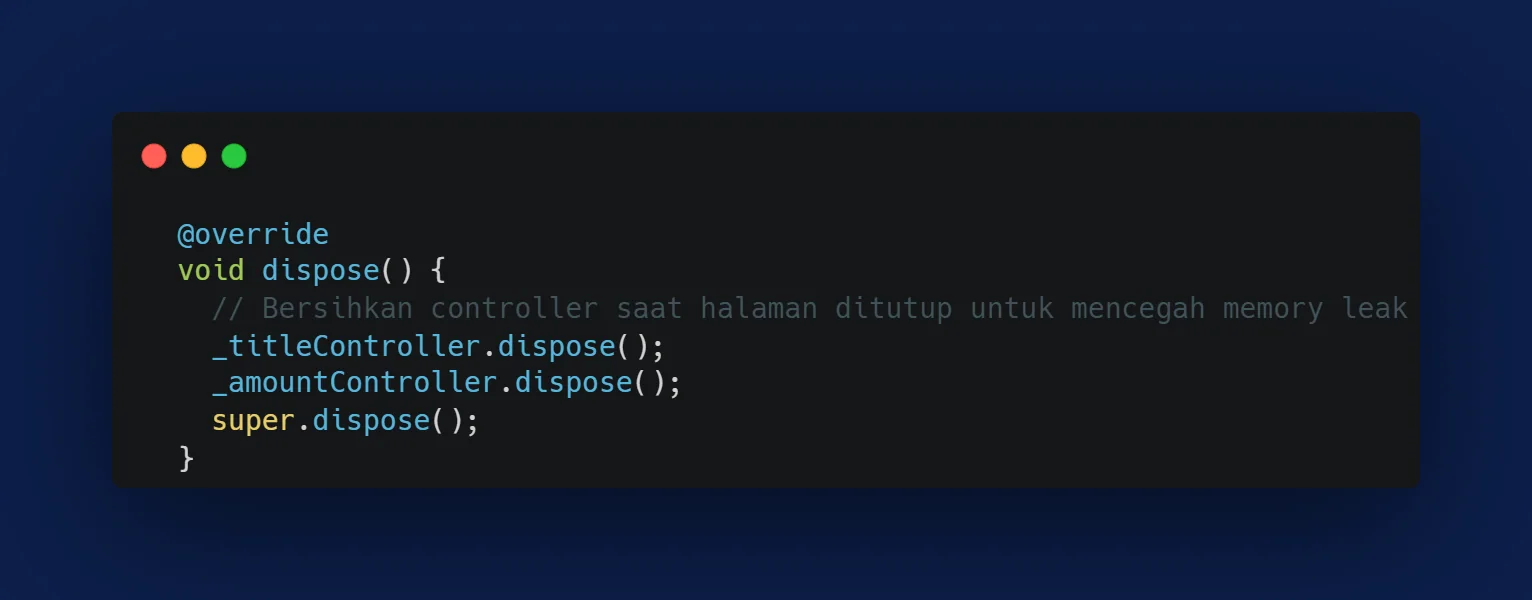 @override
void dispose() {
  // Bersihkan controller saat halaman ditutup untuk mencegah memory leak
  _titleController.dispose();
  _amountController.dispose();
  super.dispose();
}